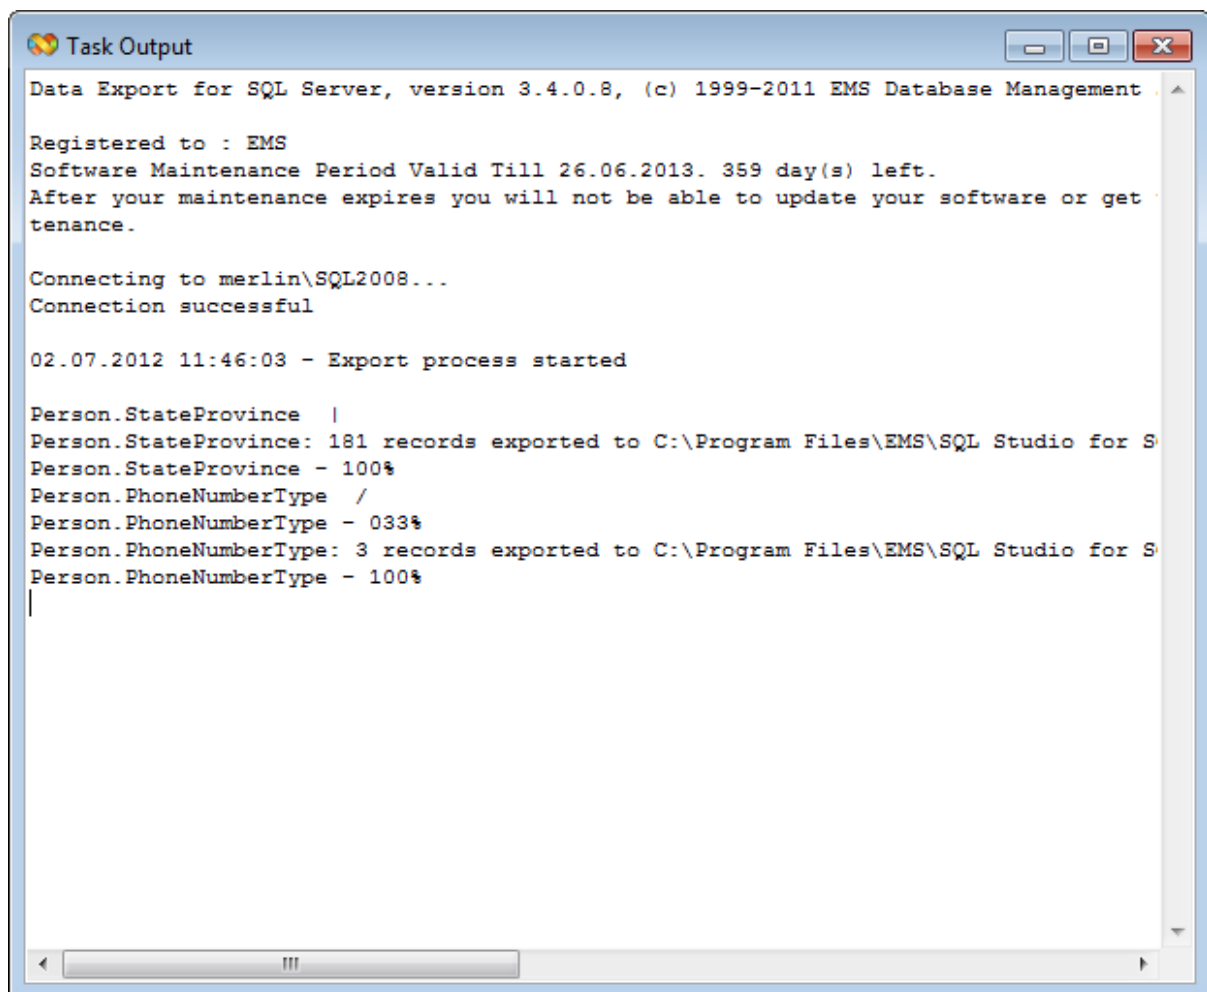 Task Output
Data Export for SQL Server, version 3.4.0.8, (c) 1999-2011 EMS Database Management
Registered to : EMS
Software Maintenance Period Valid Till 26.06.2013. 359 day(s) left.
After your maintenance expires you will not be able to update your software or get
tenance.
Connecting to merlin\SQL2008...
Connection successful
02.07.2012 11:46:03 - Export process started
Person.StateProvince  |
Person.StateProvince: 181 records exported to C:\Program Files\EMS\SQL Studio for S
Person.StateProvince - 100%
Person.PhoneNumberType  /
Person.PhoneNumberType - 033%
Person.PhoneNumberType: 3 records exported to C:\Program Files\EMS\SQL Studio for S
Person.PhoneNumberType - 100%